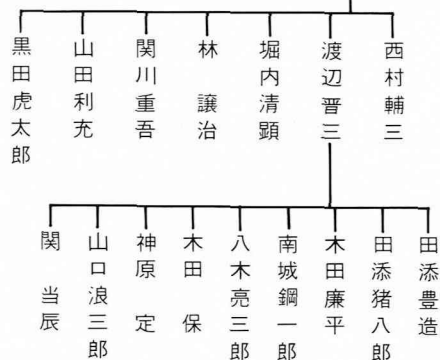 西村輔三
渡辺晋三
堀内清顕
林 譲治
関川重吾
山田利充
黒田虎太郎
田添豊造
田添猪八郎
木田廉平
南城鋼一郎
八木亮三郎
木田 保
神原 定
山口浪三郎
関 当辰